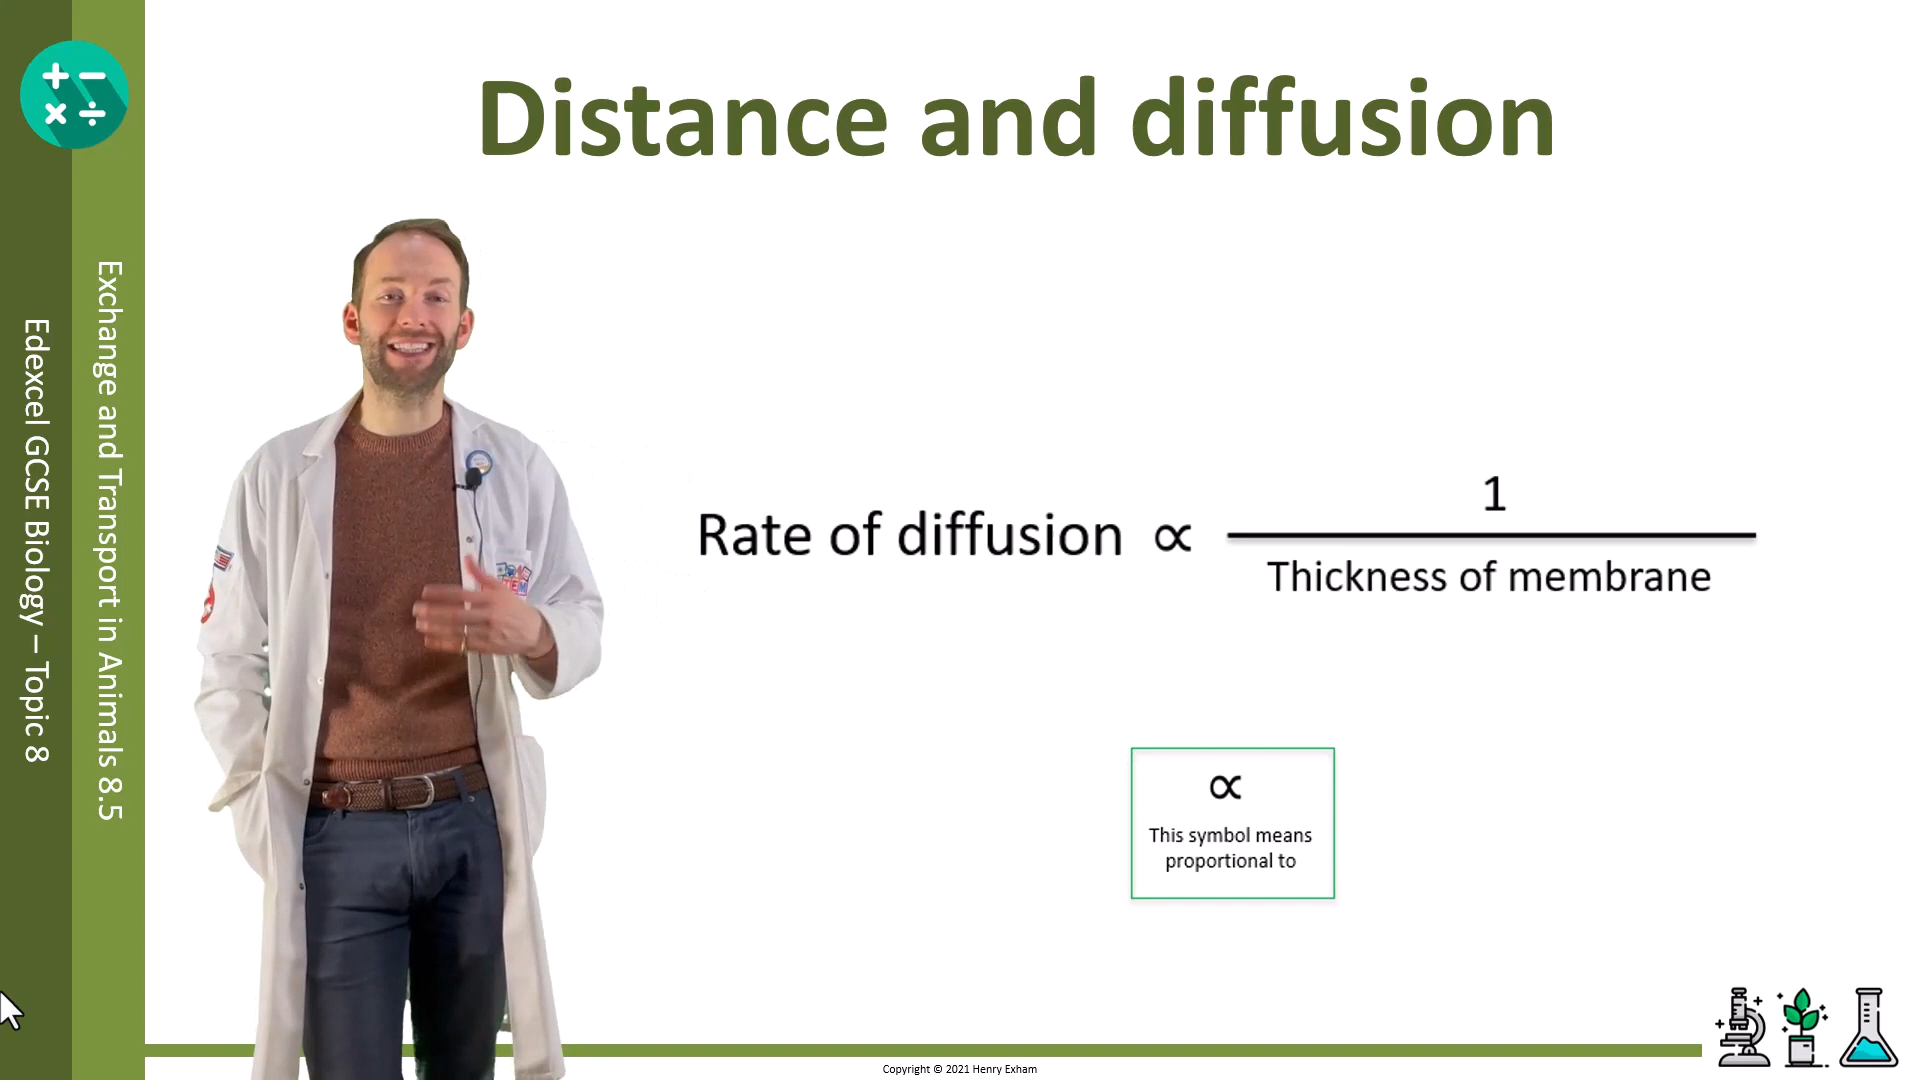 Distance and diffusion
Exchange and Transport in Animals 8.5
Edexcel GCSE Biology – Topic 8
Rate of diffusion ∝
1
Thickness of membrane
∝
This symbol means
proportional to
Copyright © 2021 Henry Exham